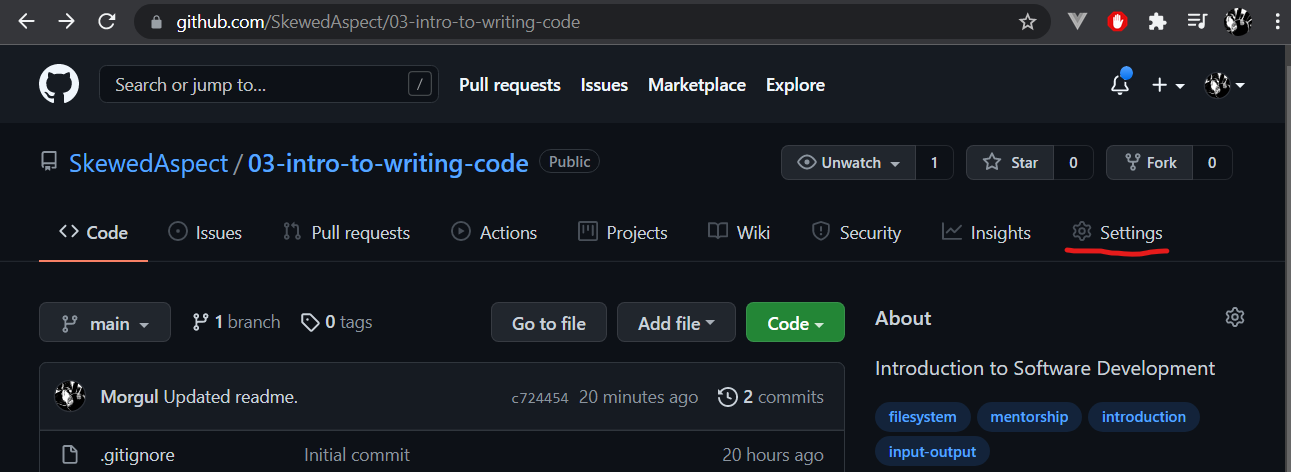 github.com/SkewedAspect/03-intro-to-writing-code
Search or jump to... / Pull requests Issues Marketplace Explore
SkewedAspect / 03-intro-to-writing-code Public Unwatch 1 Star 0 Fork 0
Code Issues Pull requests Actions Projects Wiki Security Insights Settings
main 1 branch 0 tags Go to file Add file Code
About
Introduction to Software Development
Morgul Updated readme. c724454 20 minutes ago 2 commits
filesystem mentorship introduction
.gitignore Initial commit 20 hours ago
input-output